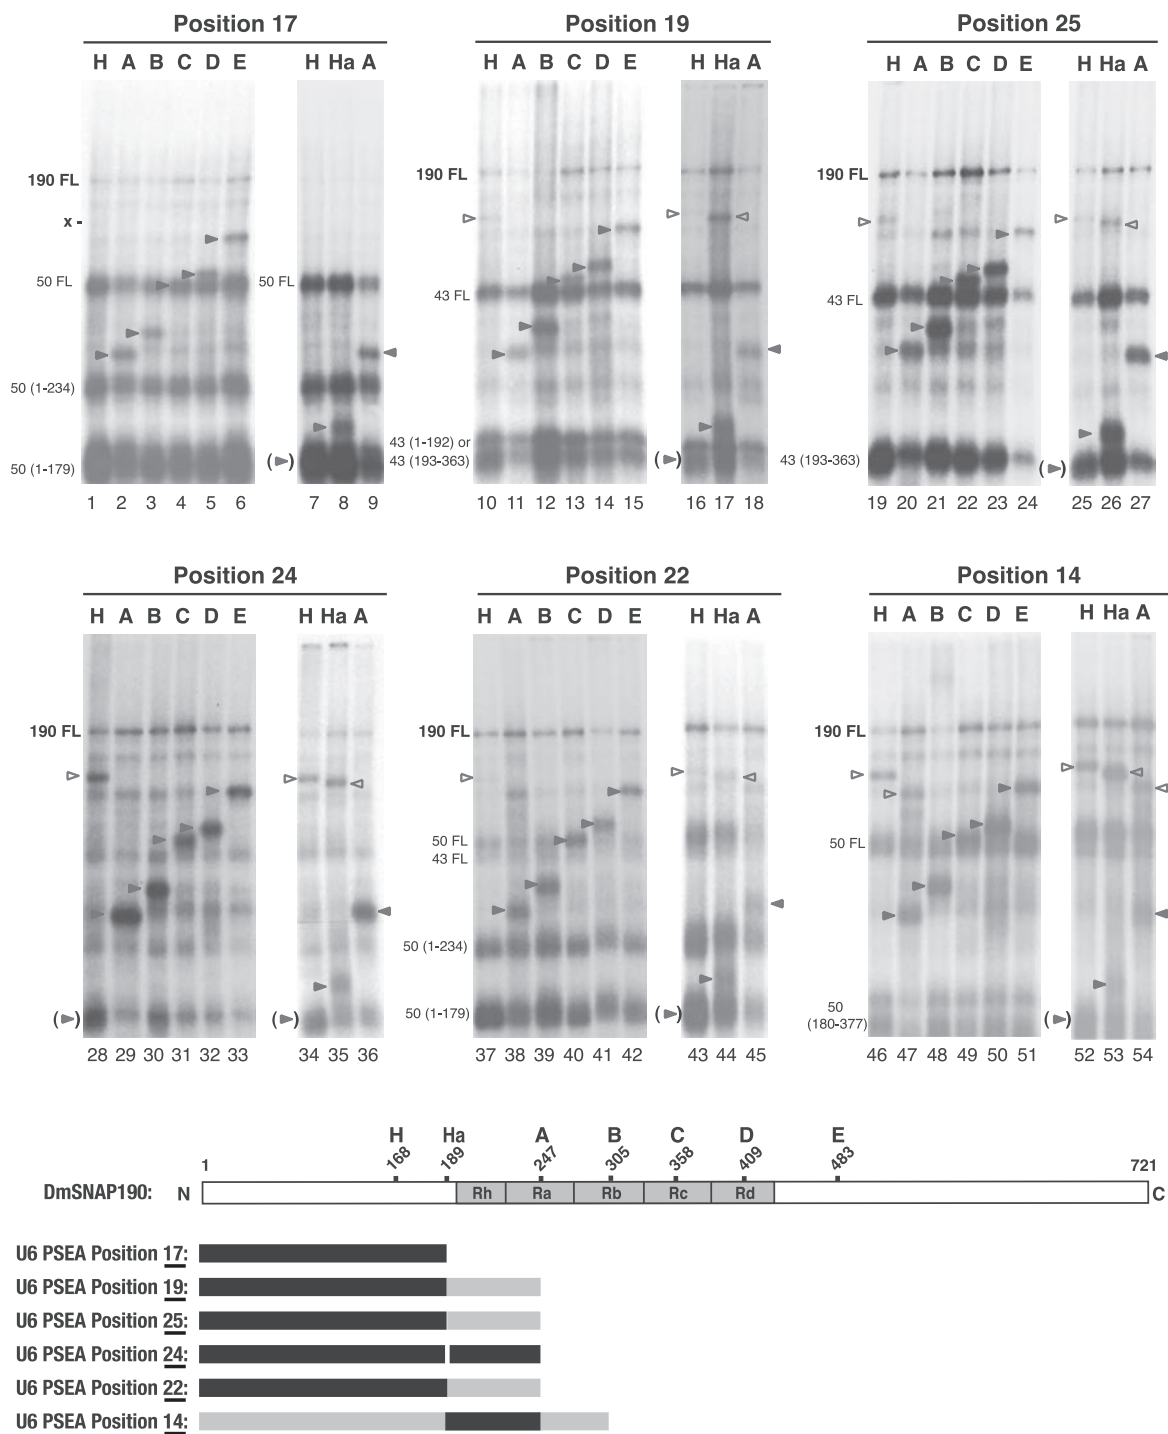 Position 17
H A B C D E H Ha A
190 FL
x -
50 FL
50 FL
50 (1-234)
50 (1-179)
(▶)
1 2 3 4 5 6 7 8 9
Position 19
H A B C D E H Ha A
190 FL
43 FL
43 (1-192) or
43 (193-363)
(▶)
10 11 12 13 14 15 16 17 18
Position 25
H A B C D E H Ha A
190 FL
43 FL
43 (193-363)
(▶)
19 20 21 22 23 24 25 26 27
Position 24
H A B C D E H Ha A
190 FL
(▶)
(▶)
28 29 30 31 32 33 34 35 36
Position 22
H A B C D E H Ha A
190 FL
50 FL
43 FL
50 (1-234)
50 (1-179)
(▶)
37 38 39 40 41 42 43 44 45
Position 14
H A B C D E H Ha A
190 FL
50 FL
50
(180-377)
(▶)
46 47 48 49 50 51 52 53 54
H Ha A B C D E
1 168 189 247 305 358 409 483 721
DmSNAP190: N Rh Ra Rb Rc Rd C
U6 PSEA Position 17:
U6 PSEA Position 19:
U6 PSEA Position 25:
U6 PSEA Position 24:
U6 PSEA Position 22:
U6 PSEA Position 14: